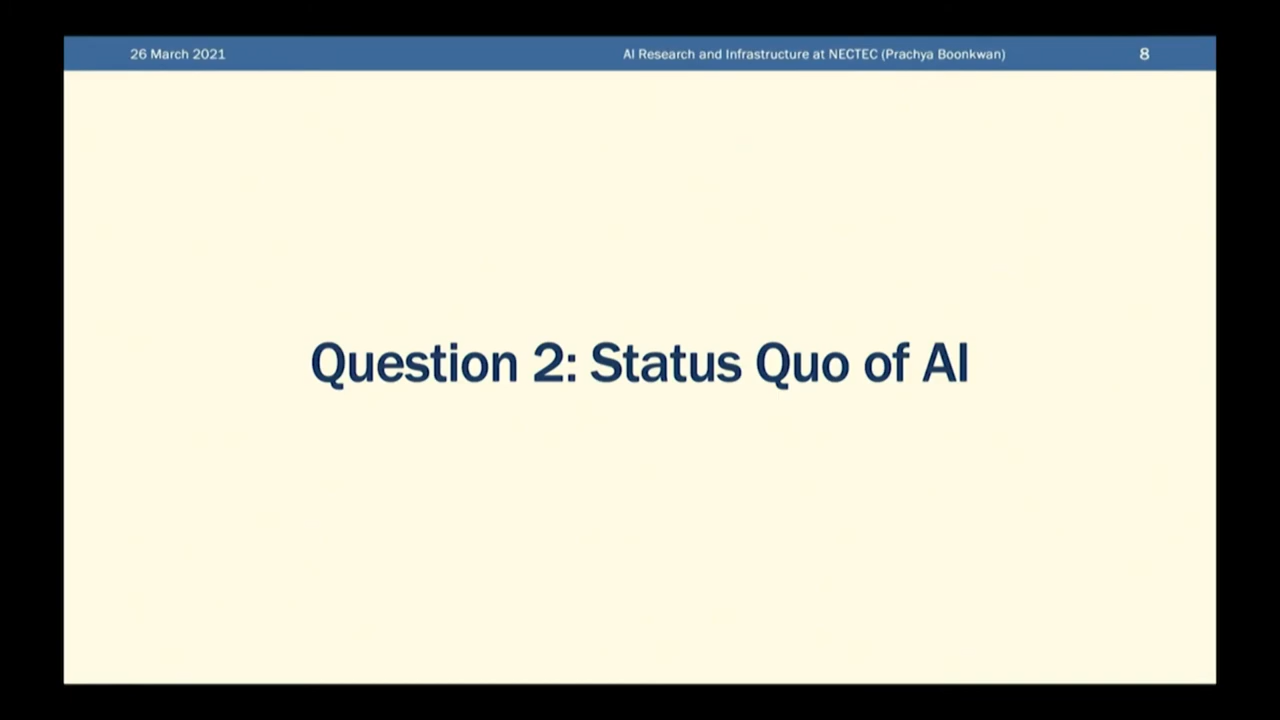 26 March 2021 AI Research and Infrastructure at NECTEC (Prachya Boonkwan) 8
Question 2: Status Quo of AI